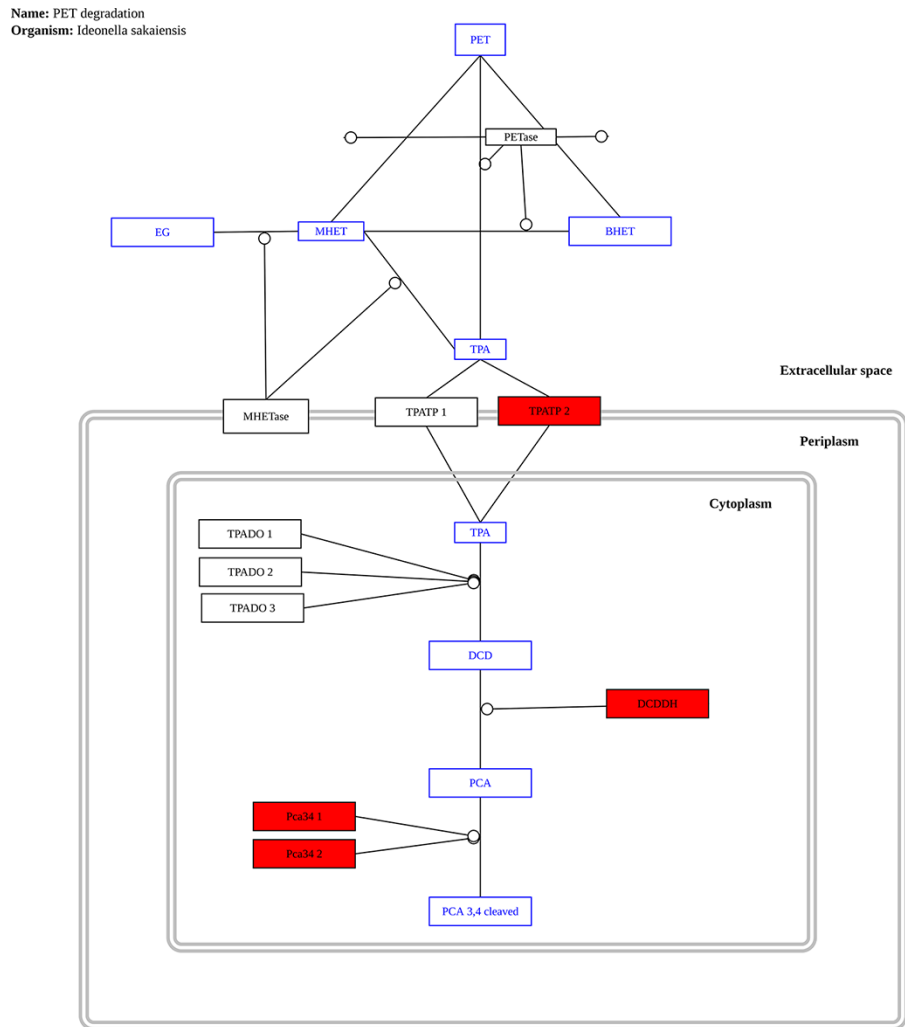 Name: PET degradation
Organism: Ideonella sakaiensis
PET
PETase
EG
MHET
BHET
TPA
Extracellular space
MHETase
TPATP 1
TPATP 2
Periplasm
Cytoplasm
TPADO 1
TPA
TPADO 2
TPADO 3
DCD
DCDDH
PCA
Pca34 1
Pca34 2
PCA 3,4 cleaved